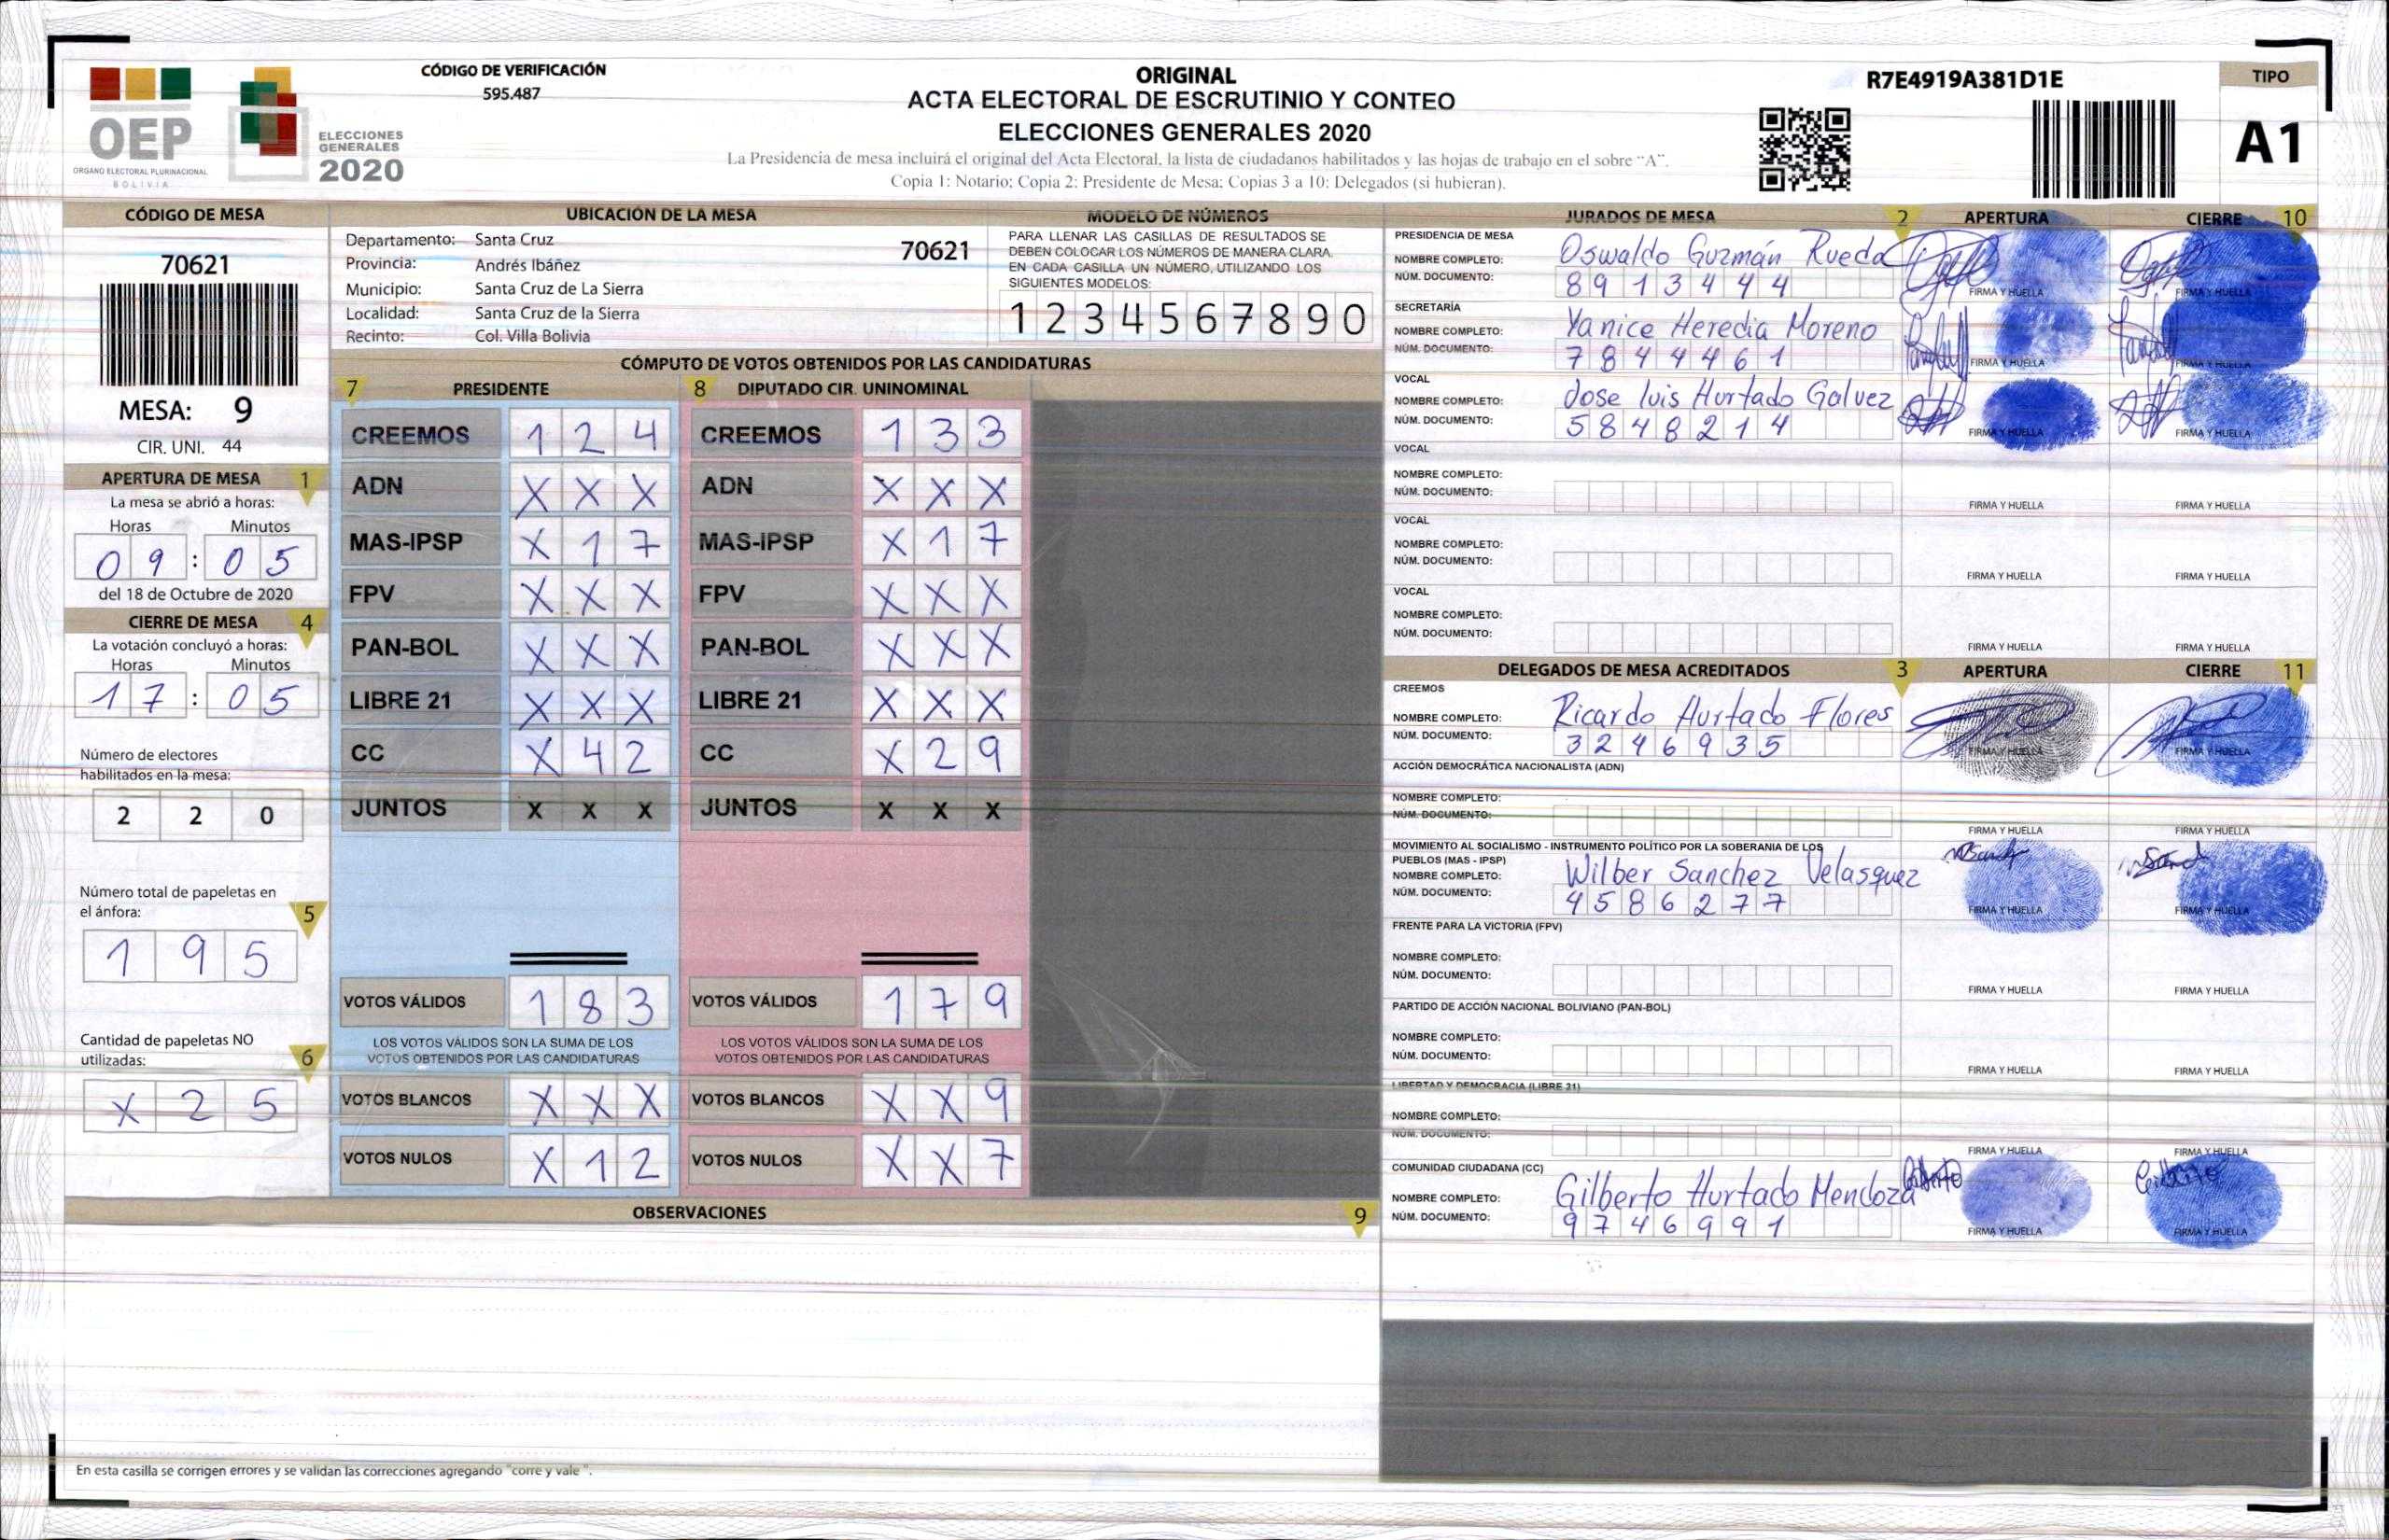 OEP
ÓRGANO ELECTORAL PLURINACIONAL
BOLIVIA
ELECCIONES
GENERALES
2020
CÓDIGO DE VERIFICACIÓN
595.487
ORIGINAL
ACTA ELECTORAL DE ESCRUTINIO Y CONTEO
ELECCIONES GENERALES 2020
La Presidencia de mesa incluirá el original del Acta Electoral, la lista de ciudadanos habilitados y las hojas de trabajo en el sobre "A".
Copia 1: Notario; Copia 2: Presidente de Mesa; Copias 3 a 10: Delegados (si hubieran).
R7E4919A381D1E
TIPO
A1
CÓDIGO DE MESA
70621
MESA: 9
CIR. UNI. 44
APERTURA DE MESA 1
La mesa se abrió a horas:
Horas Minutos
09 : 05
del 18 de Octubre de 2020
CIERRE DE MESA 4
La votación concluyó a horas:
Horas Minutos
17 : 05
Número de electores
habilitados en la mesa:
2 2 0
Número total de papeletas en
el ánfora: 5
1 9 5
Cantidad de papeletas NO
utilizadas: 6
X 2 5
UBICACIÓN DE LA MESA
Departamento: Santa Cruz
70621
Provincia: Andrés Ibáñez
Municipio: Santa Cruz de La Sierra
Localidad: Santa Cruz de la Sierra
Recinto: Col. Villa Bolivia
MODELO DE NÚMEROS
PARA LLENAR LAS CASILLAS DE RESULTADOS SE
DEBEN COLOCAR LOS NÚMEROS DE MANERA CLARA.
EN CADA CASILLA UN NÚMERO, UTILIZANDO LOS
SIGUIENTES MODELOS:
1 2 3 4 5 6 7 8 9 0
CÓMPUTO DE VOTOS OBTENIDOS POR LAS CANDIDATURAS
7 PRESIDENTE 8 DIPUTADO CIR. UNINOMINAL
CREEMOS 1 2 4 CREEMOS 1 3 3
ADN X X X ADN X X X
MAS-IPSP X 1 7 MAS-IPSP X 1 7
FPV X X X FPV X X X
PAN-BOL X X X PAN-BOL X X X
LIBRE 21 X X X LIBRE 21 X X X
CC X 4 2 CC X 2 9
JUNTOS X X X JUNTOS X X X
VOTOS VÁLIDOS 1 8 3 VOTOS VÁLIDOS 1 7 9
LOS VOTOS VÁLIDOS SON LA SUMA DE LOS LOS VOTOS VÁLIDOS SON LA SUMA DE LOS
VOTOS OBTENIDOS POR LAS CANDIDATURAS VOTOS OBTENIDOS POR LAS CANDIDATURAS
VOTOS BLANCOS X X X VOTOS BLANCOS X X 9
VOTOS NULOS X 1 2 VOTOS NULOS X X 7
OBSERVACIONES 9
En esta casilla se corrigen errores y se validan las correcciones agregando "corre y vale".
JURADOS DE MESA 2 APERTURA CIERRE 10
PRESIDENCIA DE MESA
NOMBRE COMPLETO: Oswaldo Guzmán Rueda
NÚM. DOCUMENTO: 8913444
FIRMA Y HUELLA FIRMA Y HUELLA
SECRETARÍA
NOMBRE COMPLETO: Yanice Heredia Moreno
NÚM. DOCUMENTO: 7844461
FIRMA Y HUELLA FIRMA Y HUELLA
VOCAL
NOMBRE COMPLETO: Jose luis Hurtado Galvez
NÚM. DOCUMENTO: 5848214
FIRMA Y HUELLA FIRMA Y HUELLA
VOCAL
NOMBRE COMPLETO:
NÚM. DOCUMENTO:
FIRMA Y HUELLA FIRMA Y HUELLA
VOCAL
NOMBRE COMPLETO:
NÚM. DOCUMENTO:
FIRMA Y HUELLA FIRMA Y HUELLA
VOCAL
NOMBRE COMPLETO:
NÚM. DOCUMENTO:
FIRMA Y HUELLA FIRMA Y HUELLA
DELEGADOS DE MESA ACREDITADOS 3 APERTURA CIERRE 11
CREEMOS
NOMBRE COMPLETO: Ricardo Hurtado Flores
NÚM. DOCUMENTO: 3246935
FIRMA Y HUELLA FIRMA Y HUELLA
ACCIÓN DEMOCRÁTICA NACIONALISTA (ADN)
NOMBRE COMPLETO:
NÚM. DOCUMENTO:
FIRMA Y HUELLA FIRMA Y HUELLA
MOVIMIENTO AL SOCIALISMO - INSTRUMENTO POLÍTICO POR LA SOBERANIA DE LOS
PUEBLOS (MAS - IPSP)
NOMBRE COMPLETO: Wilber Sanchez Velasquez
NÚM. DOCUMENTO: 4586277
FIRMA Y HUELLA FIRMA Y HUELLA
FRENTE PARA LA VICTORIA (FPV)
NOMBRE COMPLETO:
NÚM. DOCUMENTO:
FIRMA Y HUELLA FIRMA Y HUELLA
PARTIDO DE ACCIÓN NACIONAL BOLIVIANO (PAN-BOL)
NOMBRE COMPLETO:
NÚM. DOCUMENTO:
FIRMA Y HUELLA FIRMA Y HUELLA
LIBERTAD Y DEMOCRACIA (LIBRE 21)
NOMBRE COMPLETO:
NÚM. DOCUMENTO:
FIRMA Y HUELLA FIRMA Y HUELLA
COMUNIDAD CIUDADANA (CC)
NOMBRE COMPLETO: Gilberto Hurtado Mendoza
NÚM. DOCUMENTO: 9746991
FIRMA Y HUELLA FIRMA Y HUELLA